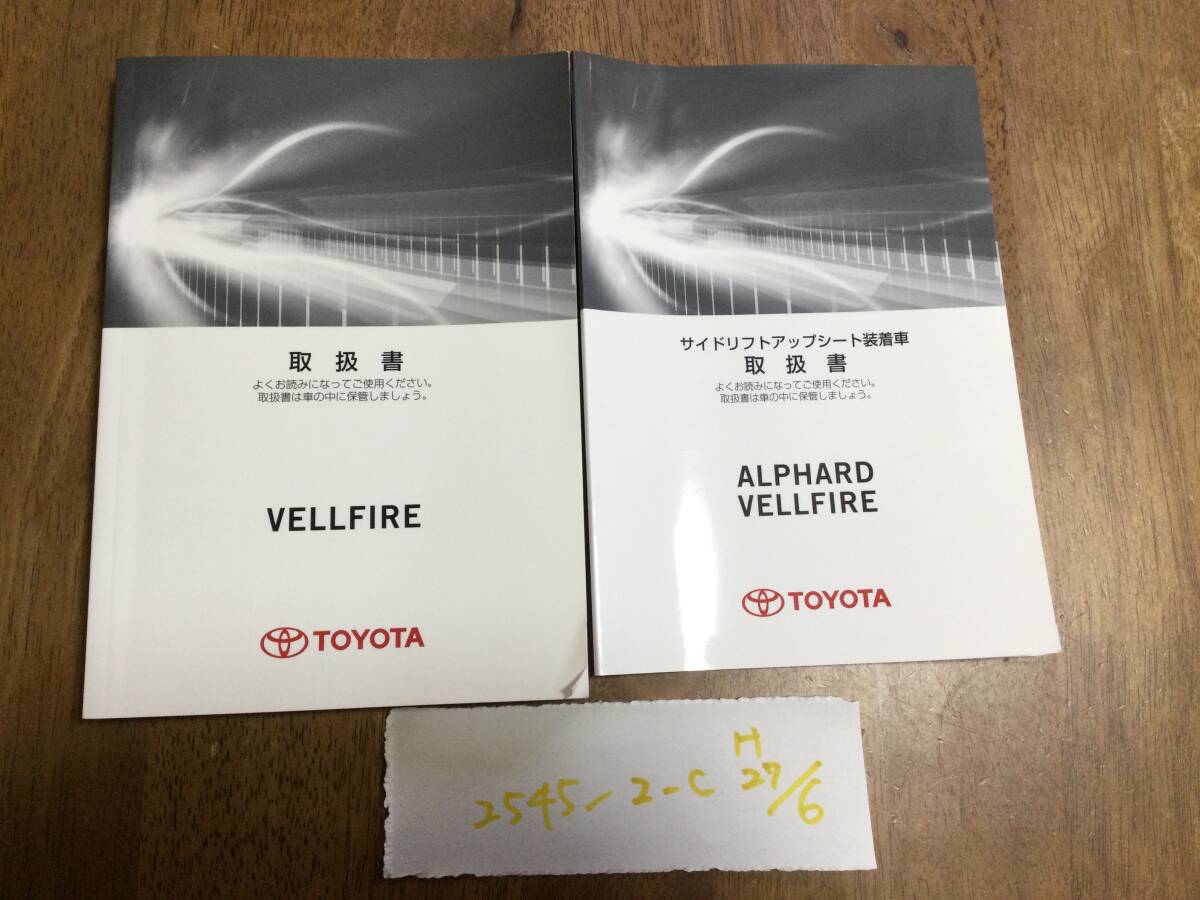 取扱書
よくお読みになってご使用ください。
取扱書は車の中に保管しましょう。
VELLFIRE
TOYOTA
サイドリフトアップシート装着車
取扱書
よくお読みになってご使用ください。
取扱書は車の中に保管しましょう。
ALPHARD
VELLFIRE
TOYOTA
2545-2-C H27/6